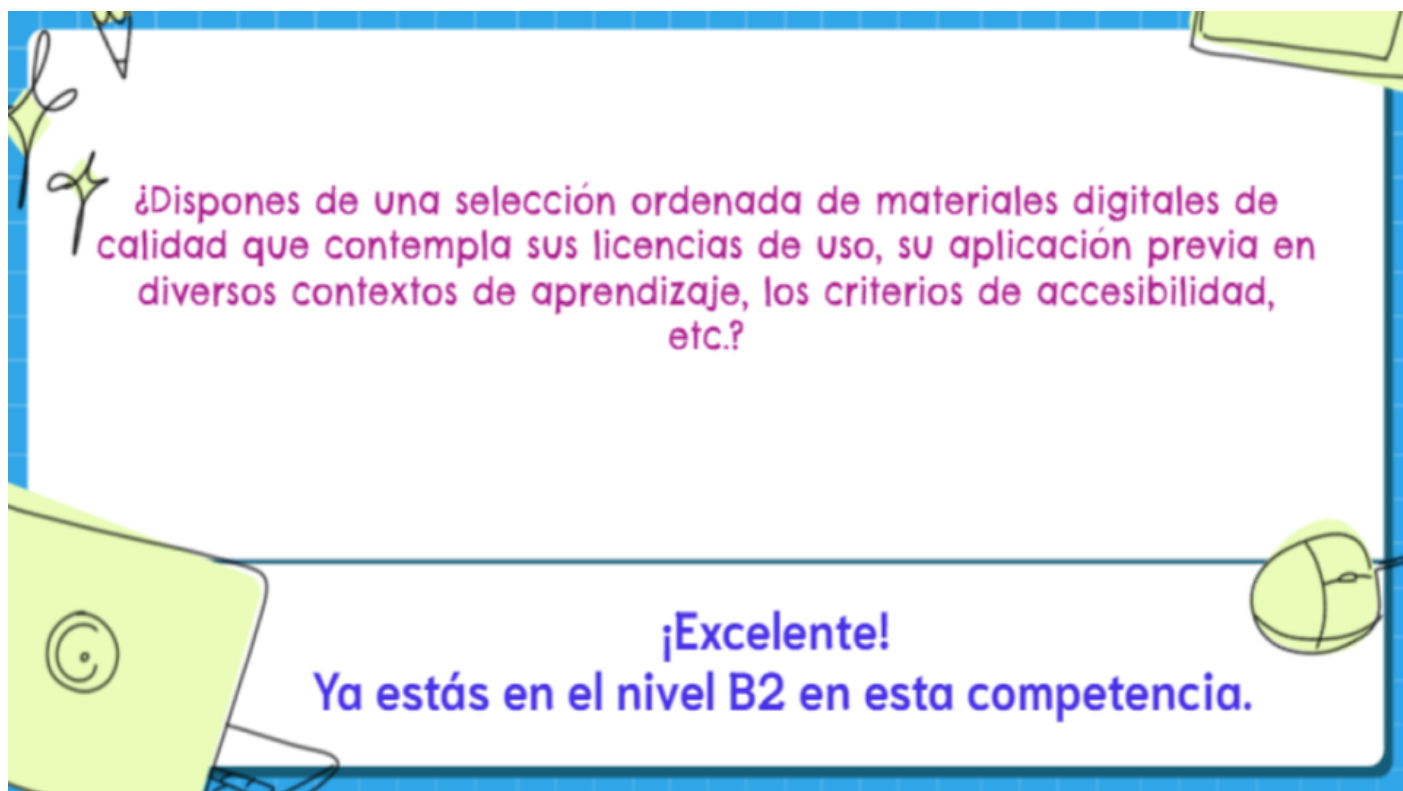 ¿Dispones de una selección ordenada de materiales digitales de
calidad que contempla sus licencias de uso, su aplicación previa en
diversos contextos de aprendizaje, los criterios de accesibilidad,
etc.?
¡Excelente!
Ya estás en el nivel B2 en esta competencia.